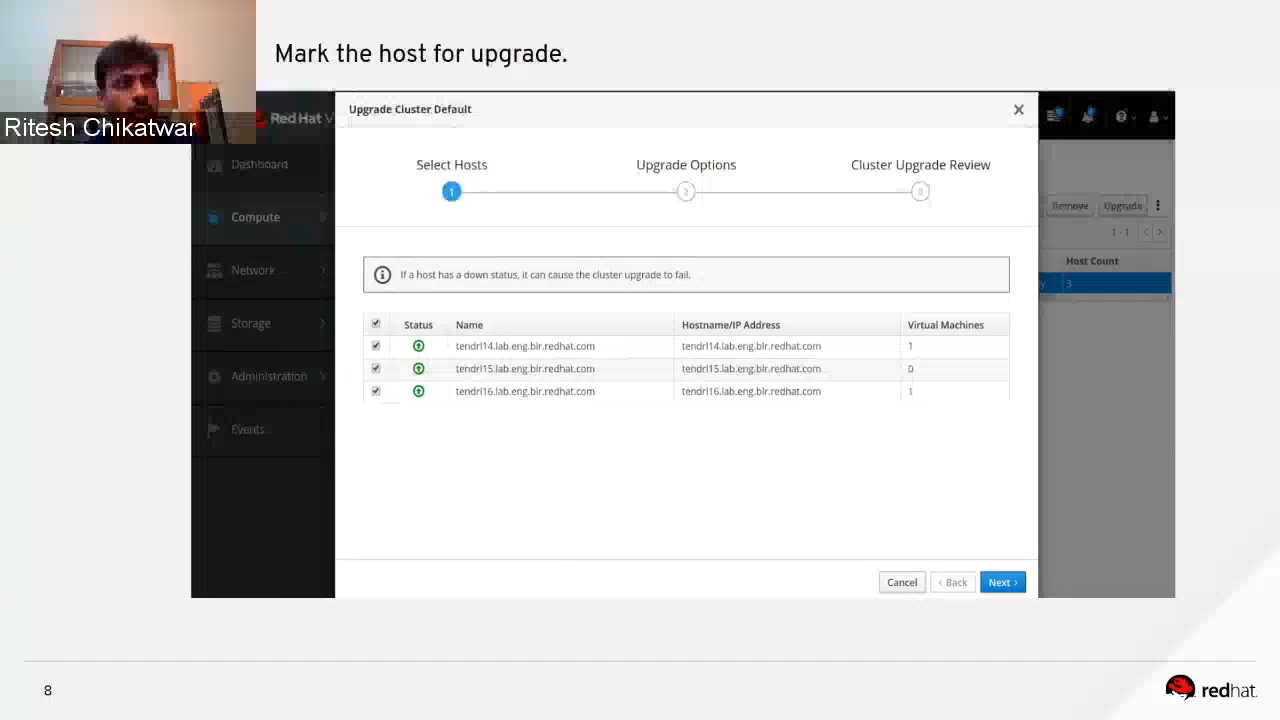 Mark the host for upgrade.
Ritesh Chikatwar
Red Hat V
Upgrade Cluster Default
Dashboard
Compute
Network
Storage
Administration
Events
Select Hosts
Upgrade Options
Cluster Upgrade Review
1
2
3
If a host has a down status, it can cause the cluster upgrade to fail.
Status Name Hostname/IP Address Virtual Machines
tendrl14.lab.eng.blr.redhat.com tendrl14.lab.eng.blr.redhat.com 1
tendrl15.lab.eng.blr.redhat.com tendrl15.lab.eng.blr.redhat.com 0
tendrl16.lab.eng.blr.redhat.com tendrl16.lab.eng.blr.redhat.com 1
Cancel
‹ Back
Next ›
Remove
Upgrade
1 - 1
Host Count
3
8
redhat.